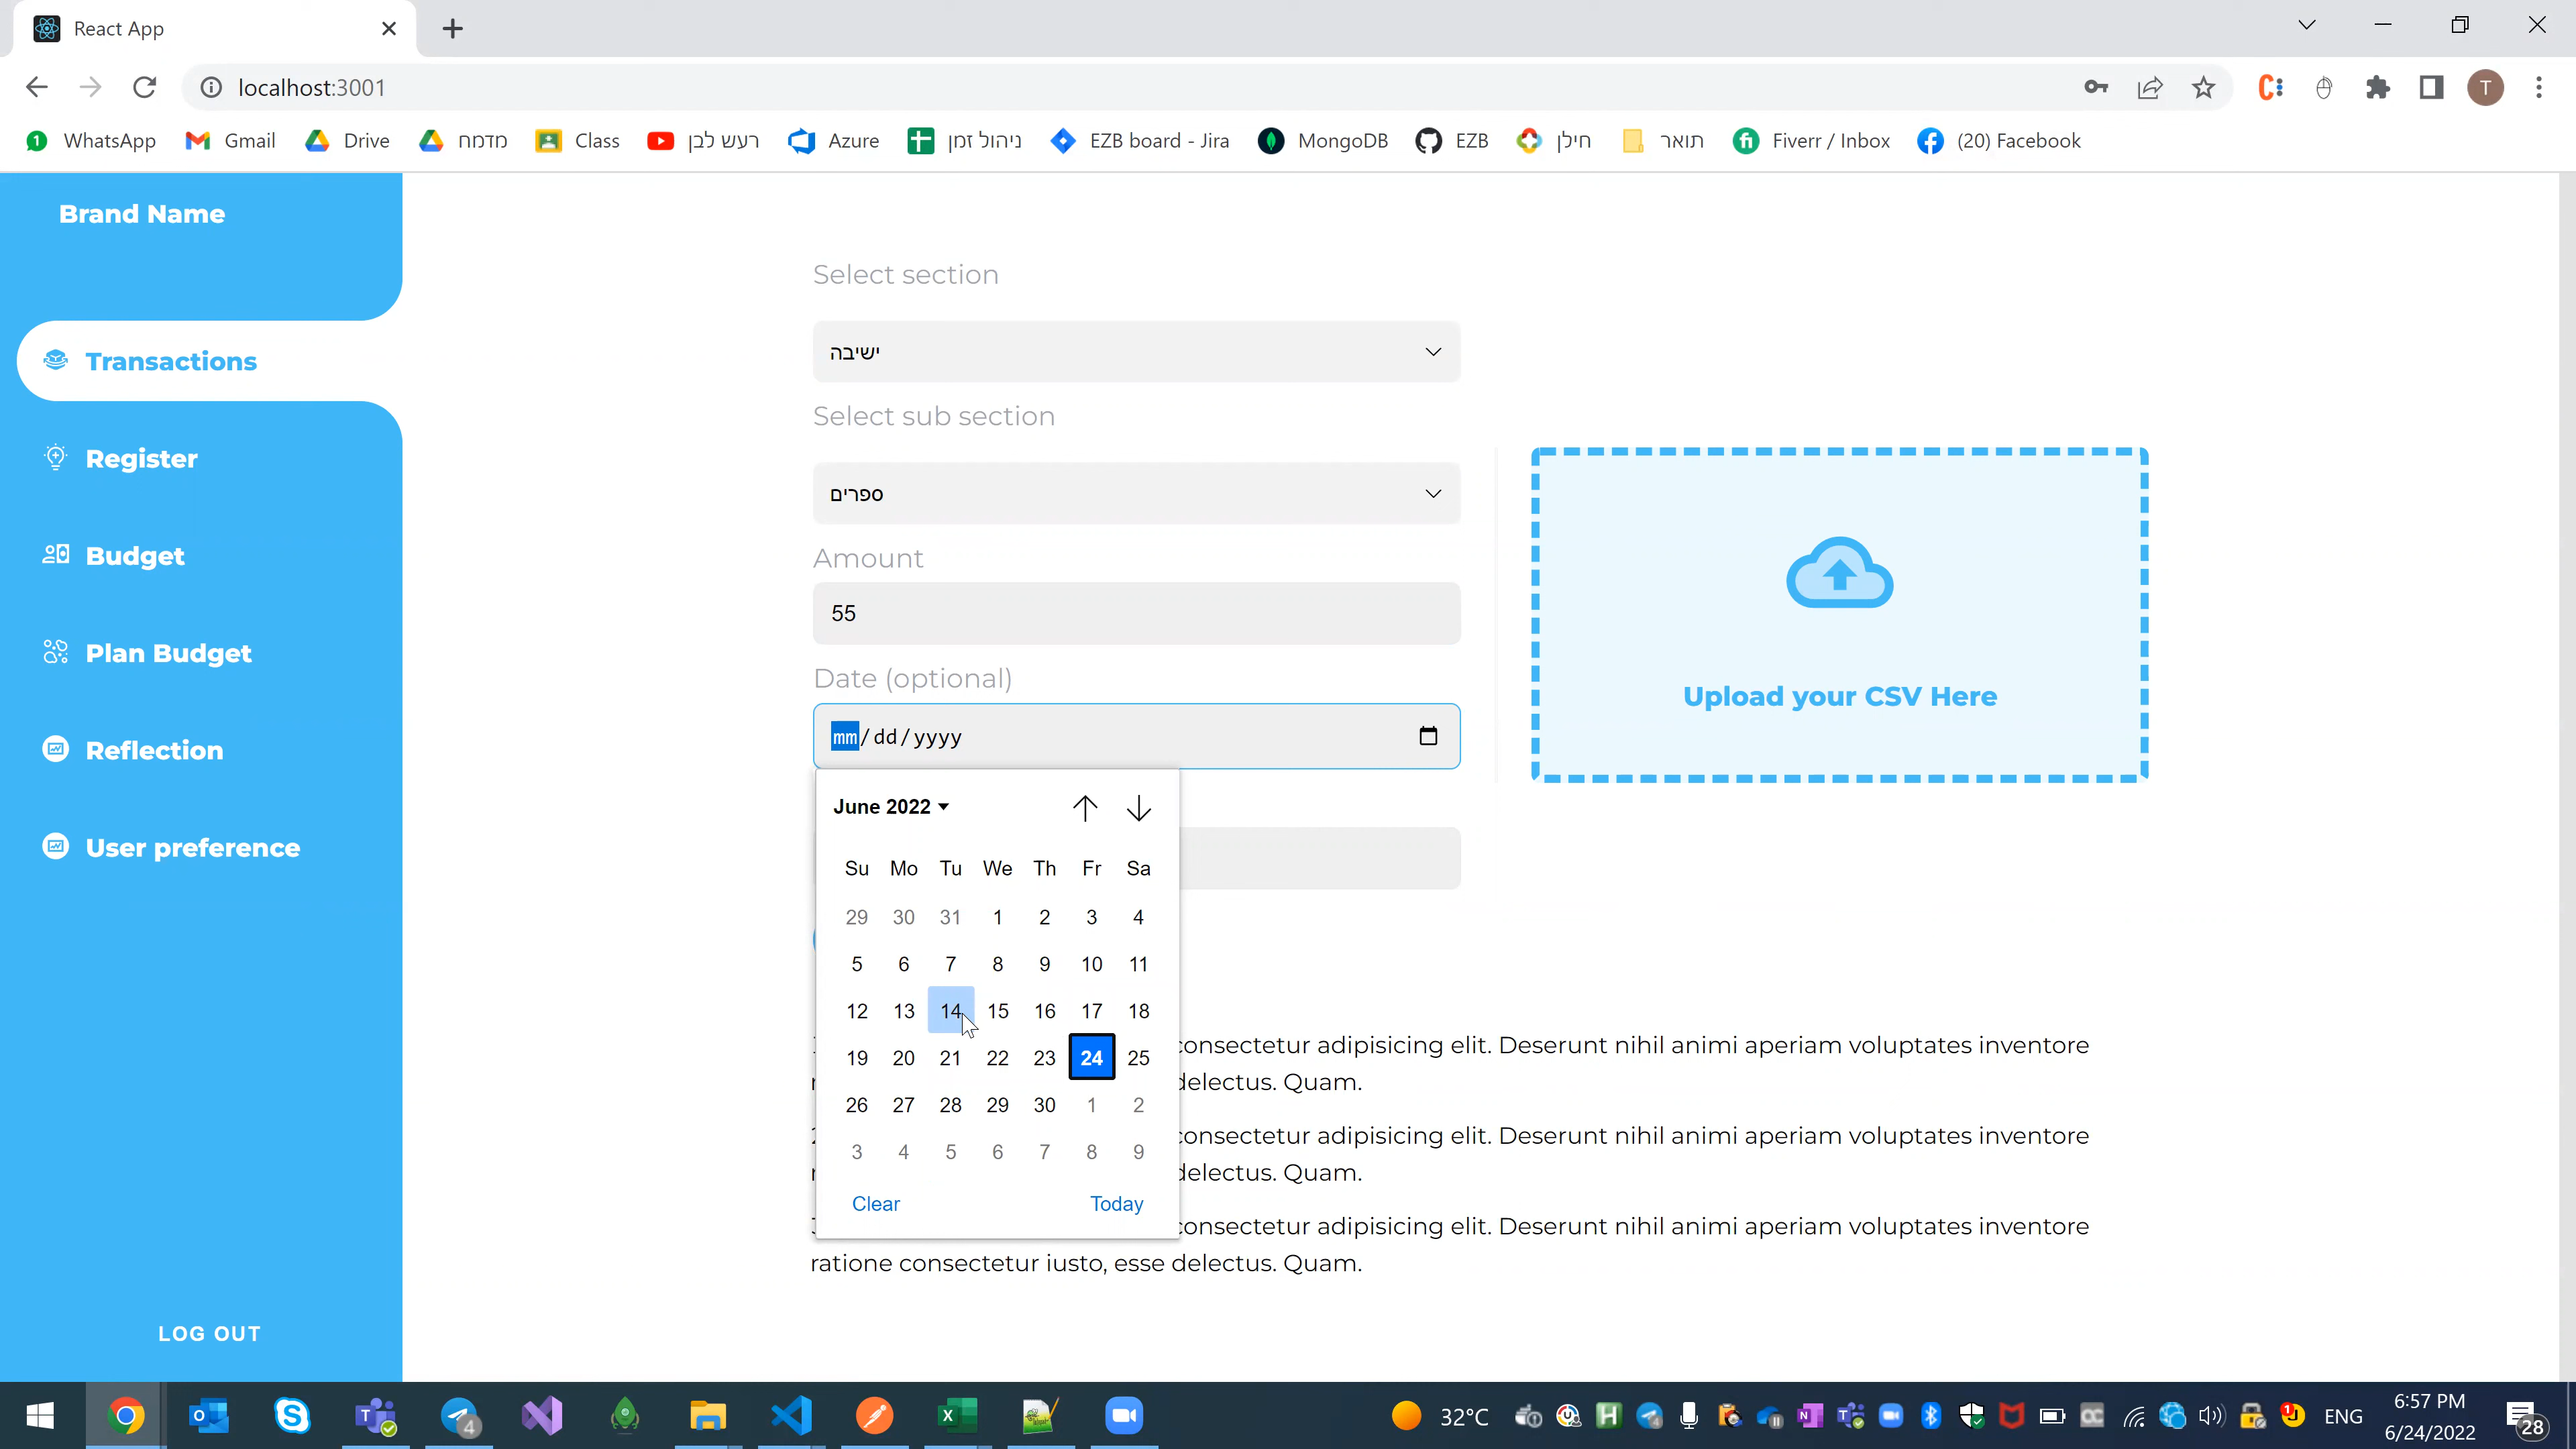 React App
localhost:3001
T
1 WhatsApp Gmail Drive מדמח Class רעש לבן Azure ניהול זמן EZB board - Jira MongoDB EZB חילן תואר Fiverr / Inbox (20) Facebook
Brand Name
Transactions
Register
Budget
Plan Budget
Reflection
User preference
LOG OUT
Select section
ישיבה
Select sub section
ספרים
Amount
55
Date (optional)
mm/dd/yyyy
June 2022
Su Mo Tu We Th Fr Sa
29 30 31 1 2 3 4
5 6 7 8 9 10 11
12 13 14 15 16 17 18
19 20 21 22 23 24 25
26 27 28 29 30 1 2
3 4 5 6 7 8 9
Clear Today
Upload your CSV Here
consectetur adipisicing elit. Deserunt nihil animi aperiam voluptates inventore
delectus. Quam.
consectetur adipisicing elit. Deserunt nihil animi aperiam voluptates inventore
delectus. Quam.
consectetur adipisicing elit. Deserunt nihil animi aperiam voluptates inventore
ratione consectetur iusto, esse delectus. Quam.
4
32°C
ENG
6:57 PM
6/24/2022
28